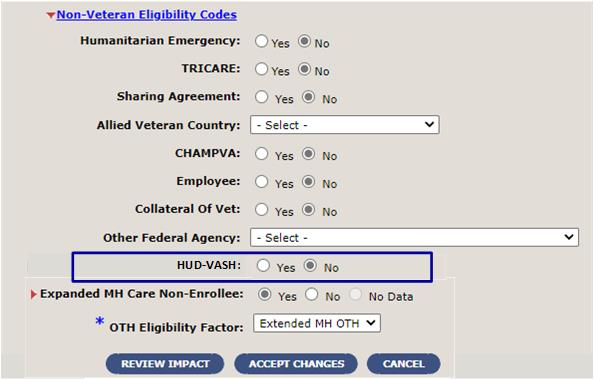 Non-Veteran Eligibility Codes
Humanitarian Emergency: Yes No
TRICARE: Yes No
Sharing Agreement: Yes No
Allied Veteran Country: - Select -
CHAMPVA: Yes No
Employee: Yes No
Collateral Of Vet: Yes No
Other Federal Agency: - Select -
HUD-VASH: Yes No
Expanded MH Care Non-Enrollee: Yes No No Data
* OTH Eligibility Factor: Extended MH OTH
REVIEW IMPACT ACCEPT CHANGES CANCEL